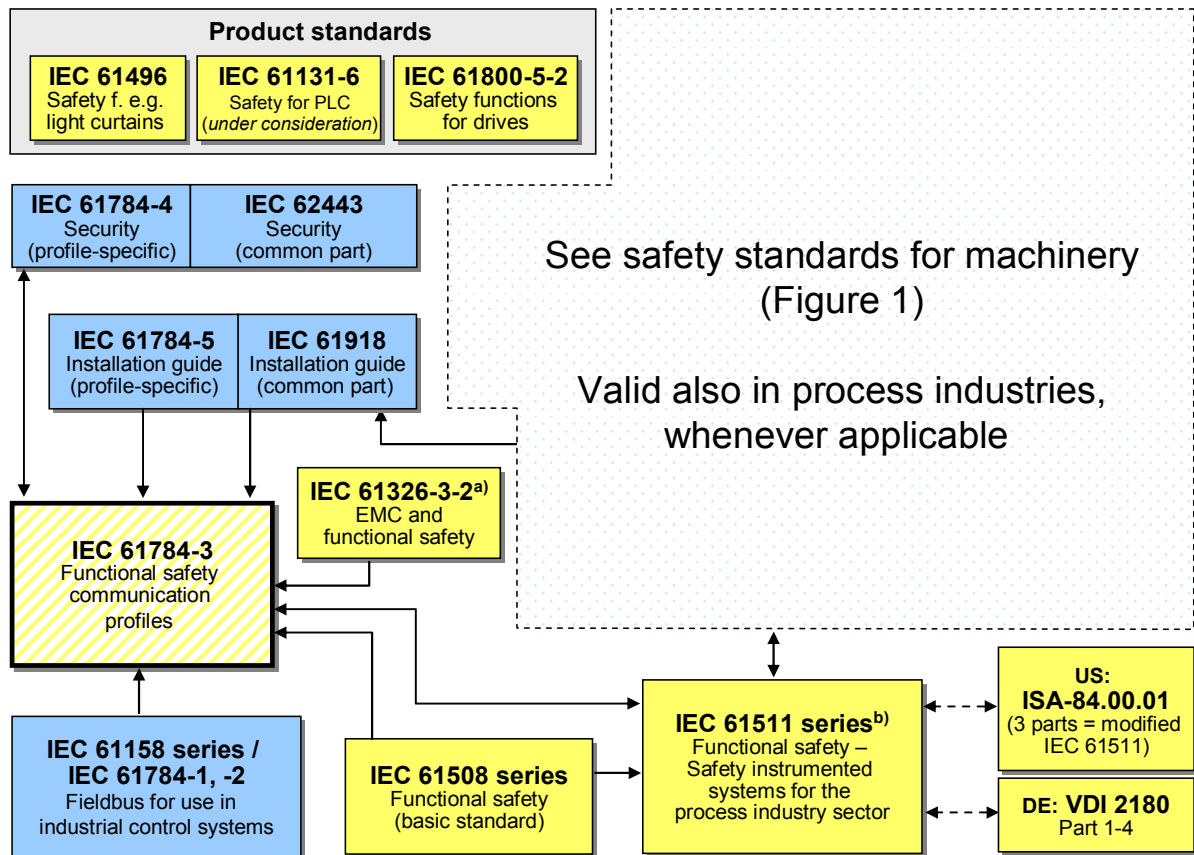 Product standards
IEC 61496
Safety f. e.g.
light curtains
IEC 61131-6
Safety for PLC
(under consideration)
IEC 61800-5-2
Safety functions
for drives
IEC 61784-4
Security
(profile-specific)
IEC 62443
Security
(common part)
See safety standards for machinery
(Figure 1)
Valid also in process industries,
whenever applicable
IEC 61784-5
Installation guide
(profile-specific)
IEC 61918
Installation guide
(common part)
IEC 61326-3-2a)
EMC and
functional safety
IEC 61784-3
Functional safety
communication
profiles
IEC 61158 series /
IEC 61784-1, -2
Fieldbus for use in
industrial control systems
IEC 61508 series
Functional safety
(basic standard)
IEC 61511 series b)
Functional safety –
Safety instrumented
systems for the
process industry sector
US:
ISA-84.00.01
(3 parts = modified
IEC 61511)
DE: VDI 2180
Part 1-4